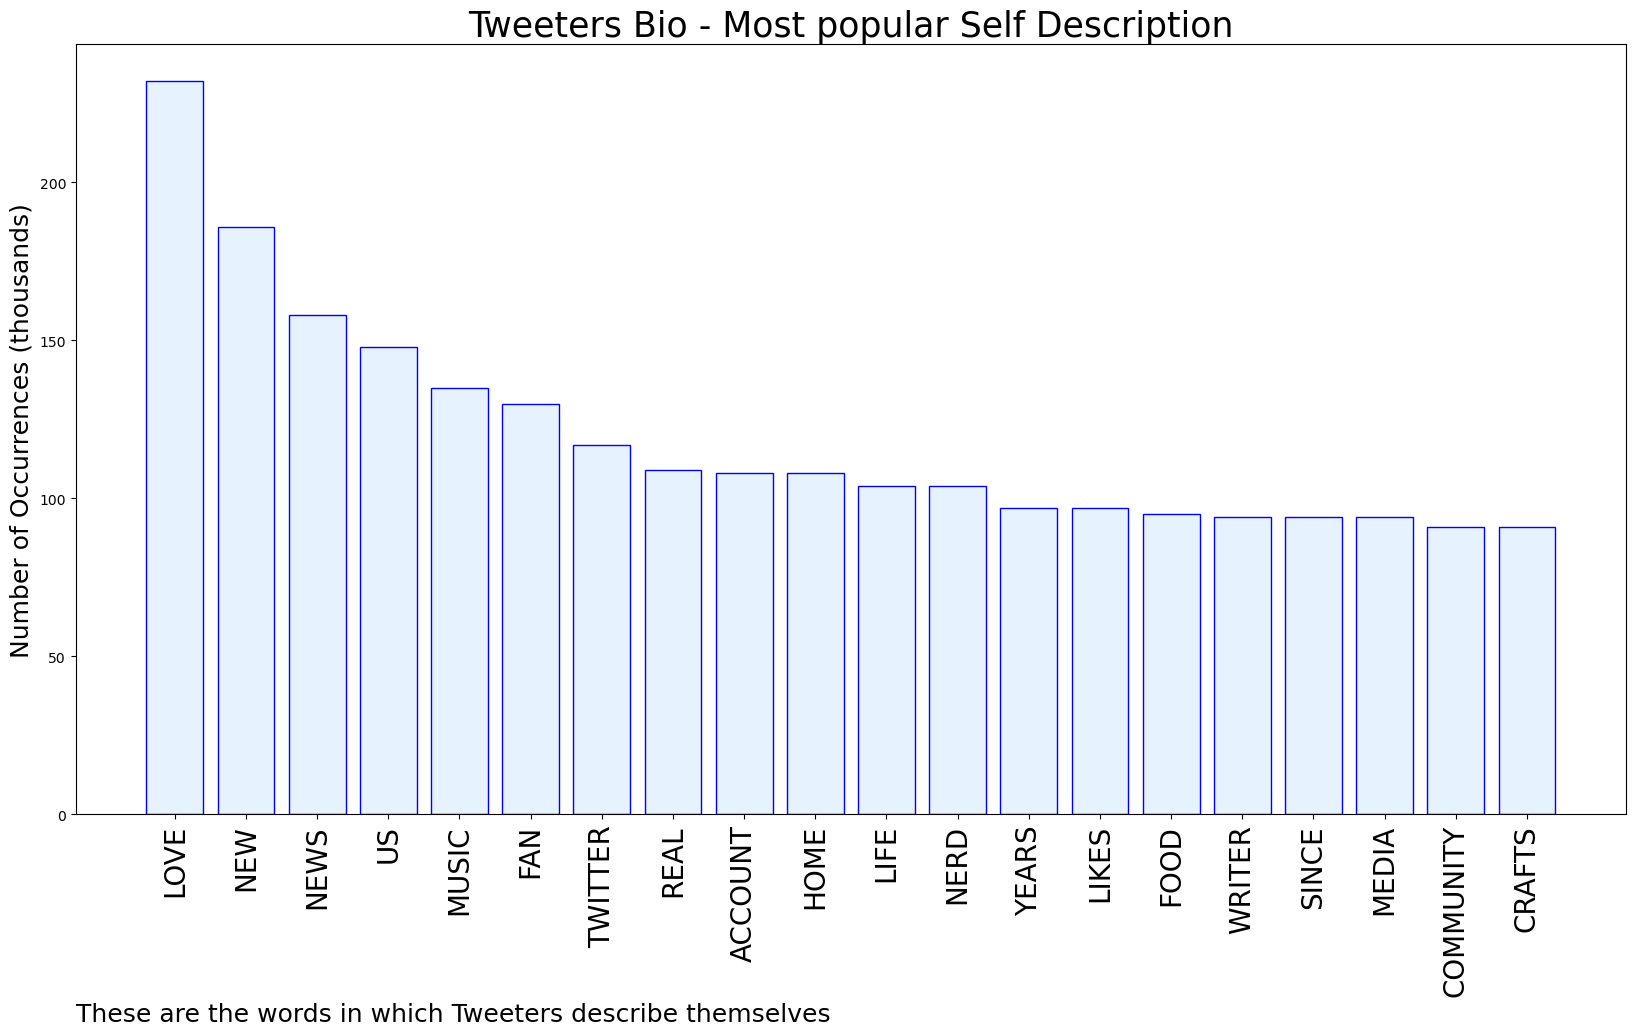 Tweeters Bio - Most popular Self Description
Number of Occurrences (thousands)
200
150
100
50
0
LOVE
NEW
NEWS
US
MUSIC
FAN
TWITTER
REAL
ACCOUNT
HOME
LIFE
NERD
YEARS
LIKES
FOOD
WRITER
SINCE
MEDIA
COMMUNITY
CRAFTS
These are the words in which Tweeters describe themselves